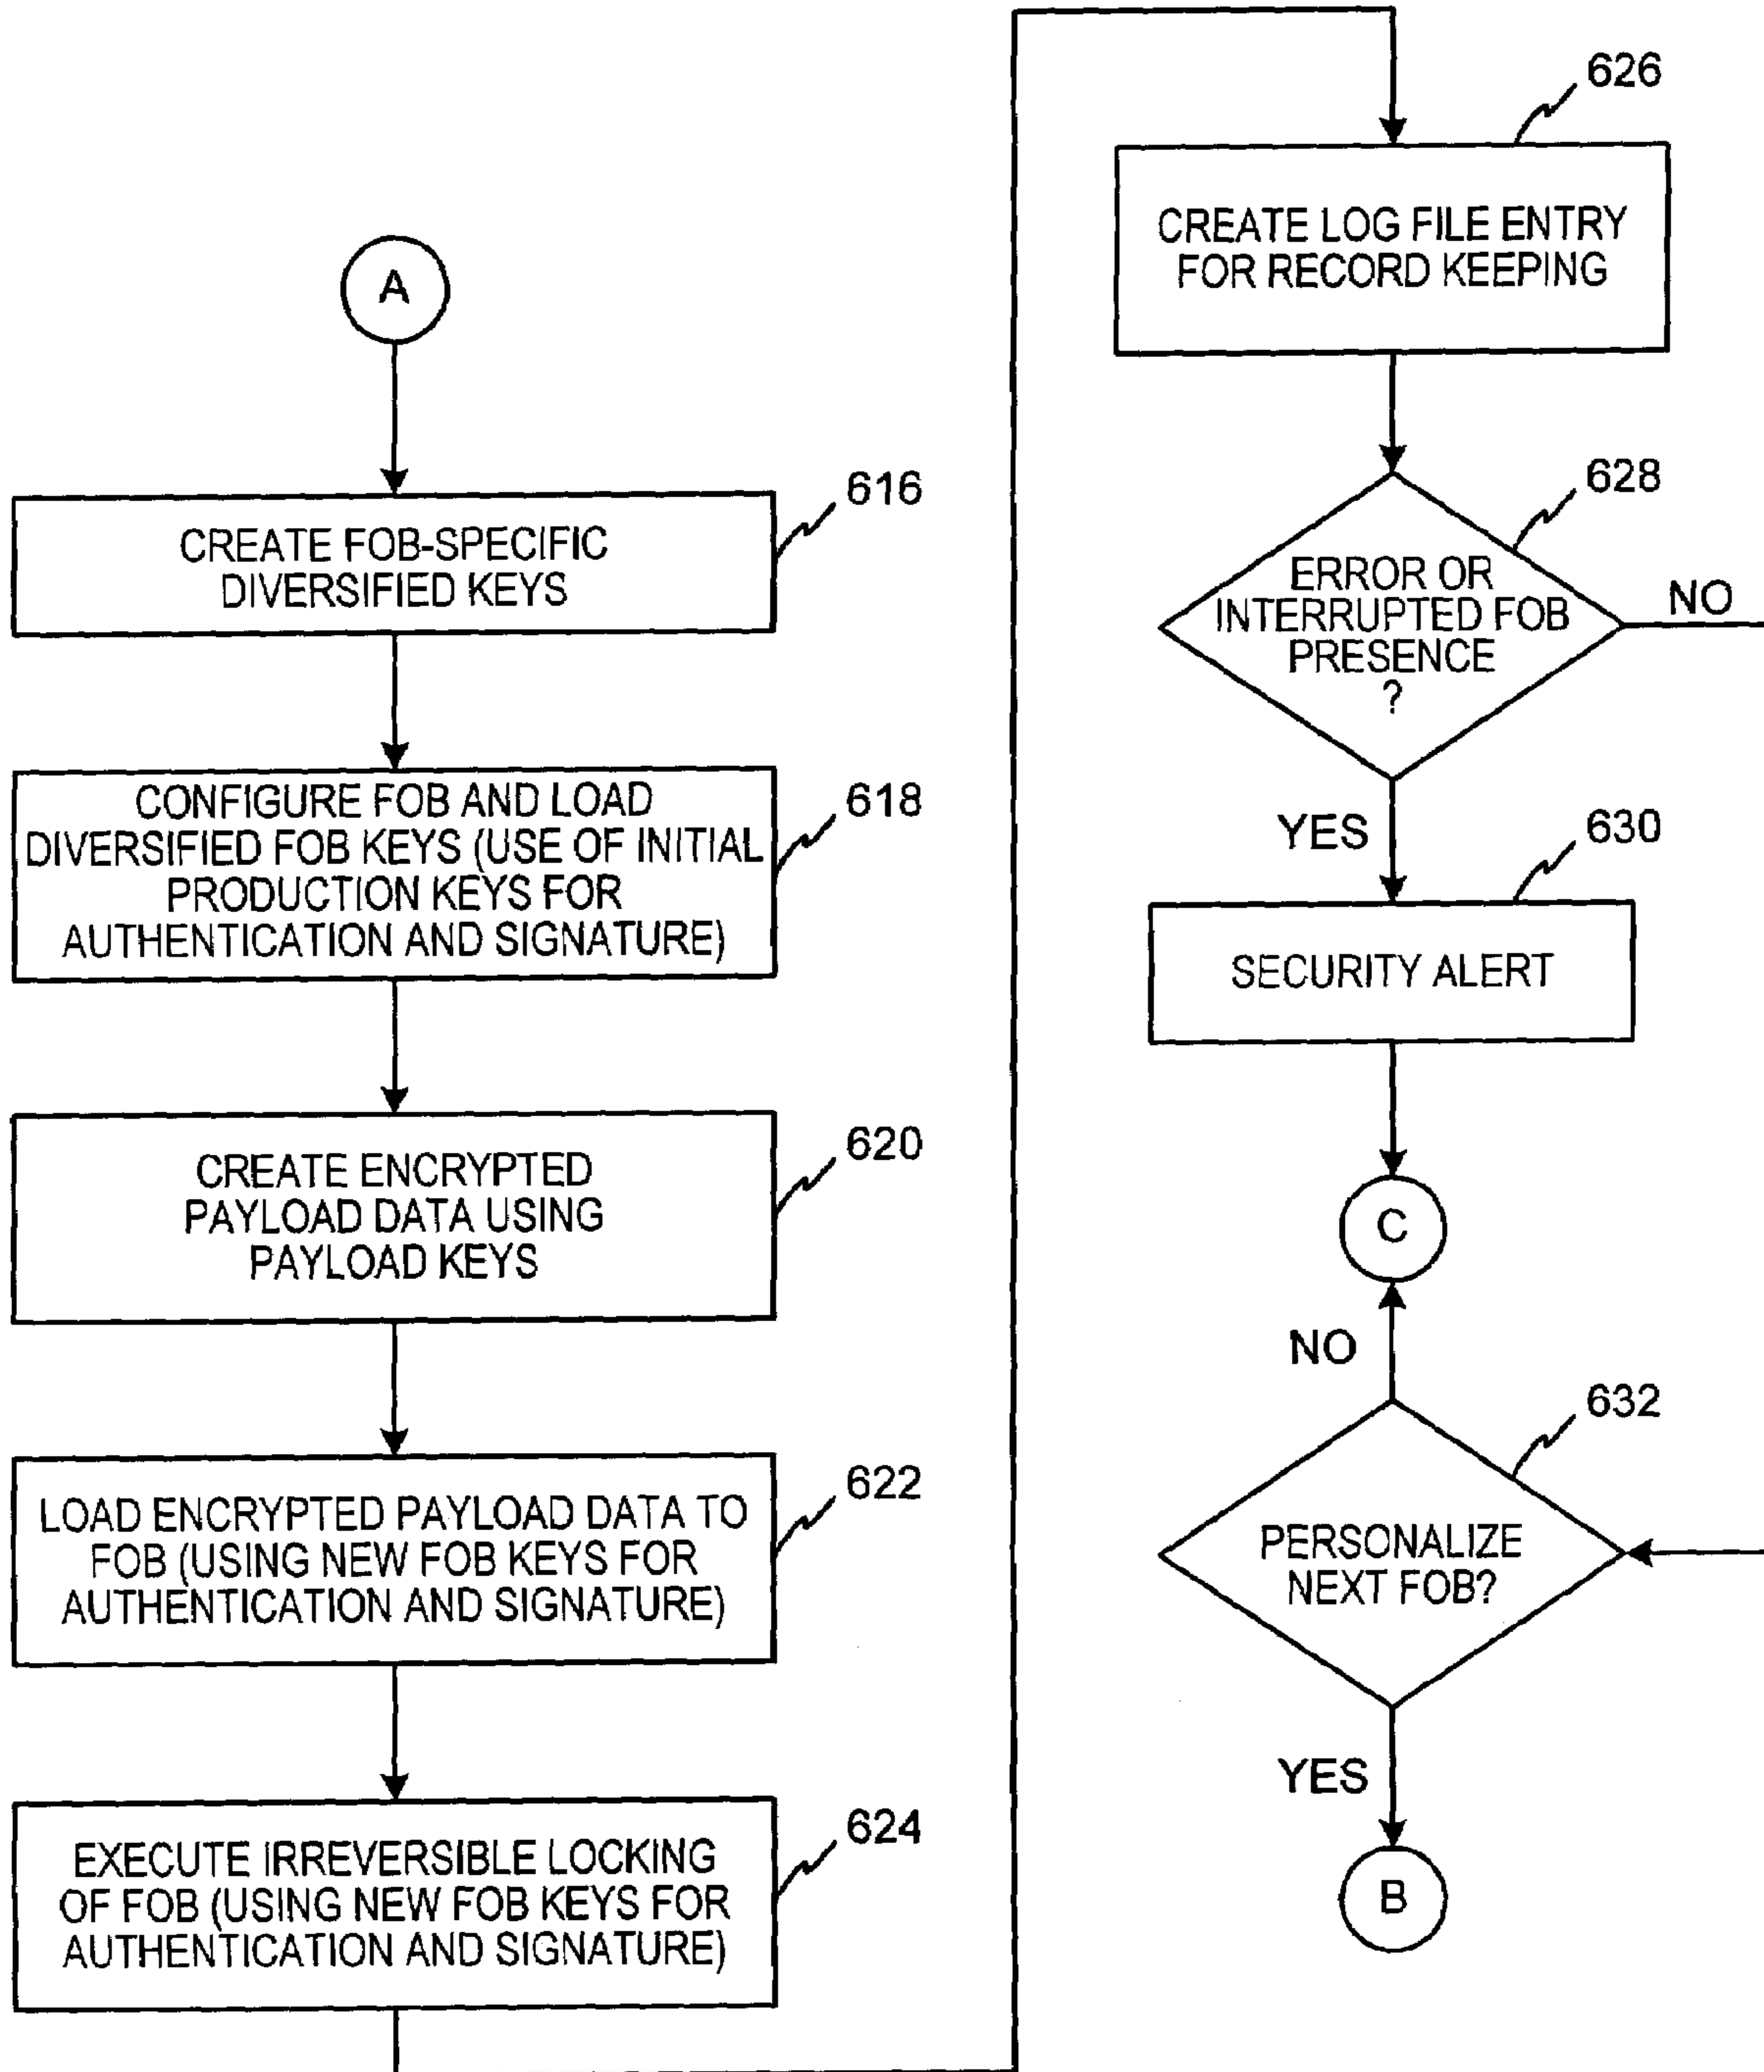 A
616
CREATE FOB-SPECIFIC
DIVERSIFIED KEYS
618
CONFIGURE FOB AND LOAD
DIVERSIFIED FOB KEYS (USE OF INITIAL
PRODUCTION KEYS FOR
AUTHENTICATION AND SIGNATURE)
620
CREATE ENCRYPTED
PAYLOAD DATA USING
PAYLOAD KEYS
622
LOAD ENCRYPTED PAYLOAD DATA TO
FOB (USING NEW FOB KEYS FOR
AUTHENTICATION AND SIGNATURE)
624
EXECUTE IRREVERSIBLE LOCKING
OF FOB (USING NEW FOB KEYS FOR
AUTHENTICATION AND SIGNATURE)
626
CREATE LOG FILE ENTRY
FOR RECORD KEEPING
628
ERROR OR
INTERRUPTED FOB
PRESENCE
?
NO
YES
630
SECURITY ALERT
C
NO
632
PERSONALIZE
NEXT FOB?
YES
B